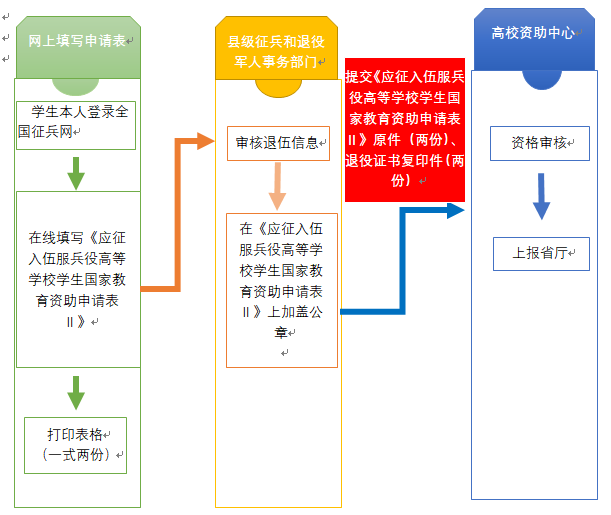 网上填写申请表
学生本人登录全
国征兵网
在线填写《应征
入伍服兵役高等
学校学生国家教
育资助申请表
Ⅱ》
打印表格
（一式两份）
县级征兵和退役
军人事务部门
审核退伍信息
在《应征入伍
服兵役高等学
校学生国家教
育资助申请表
Ⅱ》上加盖公
章
提交《应征入伍服兵
役高等学校学生国
家教育资助申请表
Ⅱ》原件（两份）、
退役证书复印件（两
份）
高校资助中心
资格审核
上报省厅